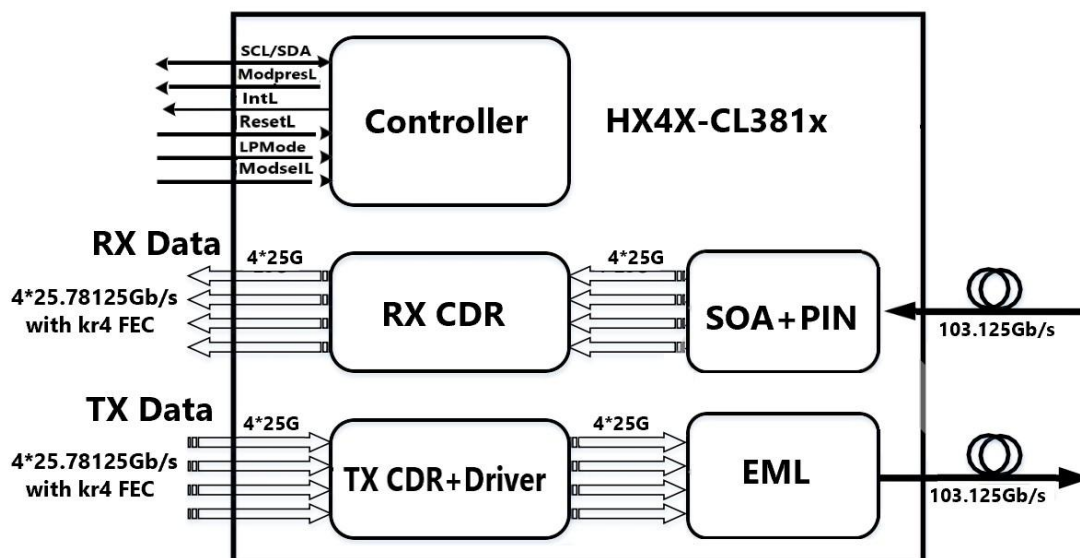 SCL/SDA
ModpresL
IntL
ResetL
LPMode
ModselL
Controller
HX4X-CL381x
RX Data
4*25.78125Gb/s
with kr4 FEC
4*25G
RX CDR
4*25G
SOA+PIN
103.125Gb/s
TX Data
4*25.78125Gb/s
with kr4 FEC
4*25G
TX CDR+Driver
4*25G
EML
103.125Gb/s